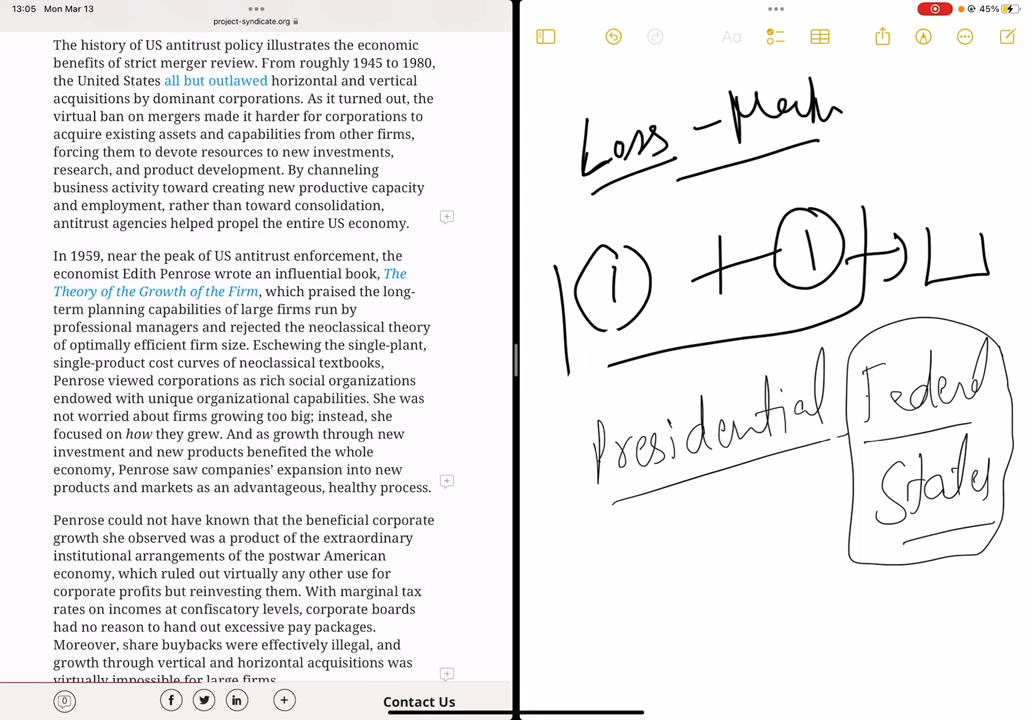 13:05 Mon Mar 13
project-syndicate.org
45%
The history of US antitrust policy illustrates the economic
benefits of strict merger review. From roughly 1945 to 1980,
the United States all but outlawed horizontal and vertical
acquisitions by dominant corporations. As it turned out, the
virtual ban on mergers made it harder for corporations to
acquire existing assets and capabilities from other firms,
forcing them to devote resources to new investments,
research, and product development. By channeling
business activity toward creating new productive capacity
and employment, rather than toward consolidation,
antitrust agencies helped propel the entire US economy.
In 1959, near the peak of US antitrust enforcement, the
economist Edith Penrose wrote an influential book, The
Theory of the Growth of the Firm, which praised the long-
term planning capabilities of large firms run by
professional managers and rejected the neoclassical theory
of optimally efficient firm size. Eschewing the single-plant,
single-product cost curves of neoclassical textbooks,
Penrose viewed corporations as rich social organizations
endowed with unique organizational capabilities. She was
not worried about firms growing too big; instead, she
focused on how they grew. And as growth through new
investment and new products benefited the whole
economy, Penrose saw companies' expansion into new
products and markets as an advantageous, healthy process.
Penrose could not have known that the beneficial corporate
growth she observed was a product of the extraordinary
institutional arrangements of the postwar American
economy, which ruled out virtually any other use for
corporate profits but reinvesting them. With marginal tax
rates on incomes at confiscatory levels, corporate boards
had no reason to hand out excessive pay packages.
Moreover, share buybacks were effectively illegal, and
growth through vertical and horizontal acquisitions was
virtually impossible for large firms.
0
Contact Us
Aa
Loss -
1 + 1 →
Presidential - Federal
States